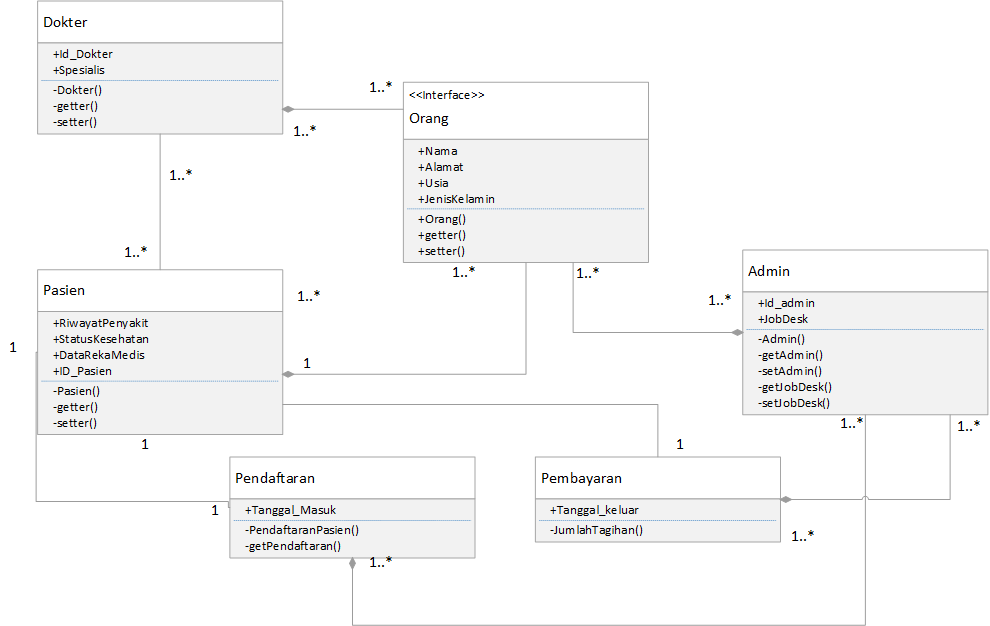 Dokter
+Id_Dokter
+Spesialis
-Dokter()
-getter()
-setter()
1..*
1..*
<<Interface>>
Orang
+Nama
+Alamat
+Usia
+JenisKelamin
+Orang()
+getter()
+setter()
1..*
1..*
1..*
1..*
Pasien
+RiwayatPenyakit
+StatusKesehatan
+DataRekaMedis
+ID_Pasien
-Pasien()
-getter()
-setter()
1..*
1
1
1
1..*
Admin
+Id_admin
+JobDesk
-Admin()
-getAdmin()
-setAdmin()
-getJobDesk()
-setJobDesk()
1..*
1..*
Pendaftaran
+Tanggal_Masuk
-PendaftaranPasien()
-getPendaftaran()
1
1..*
1
Pembayaran
+Tanggal_keluar
-JumlahTagihan()
1..*